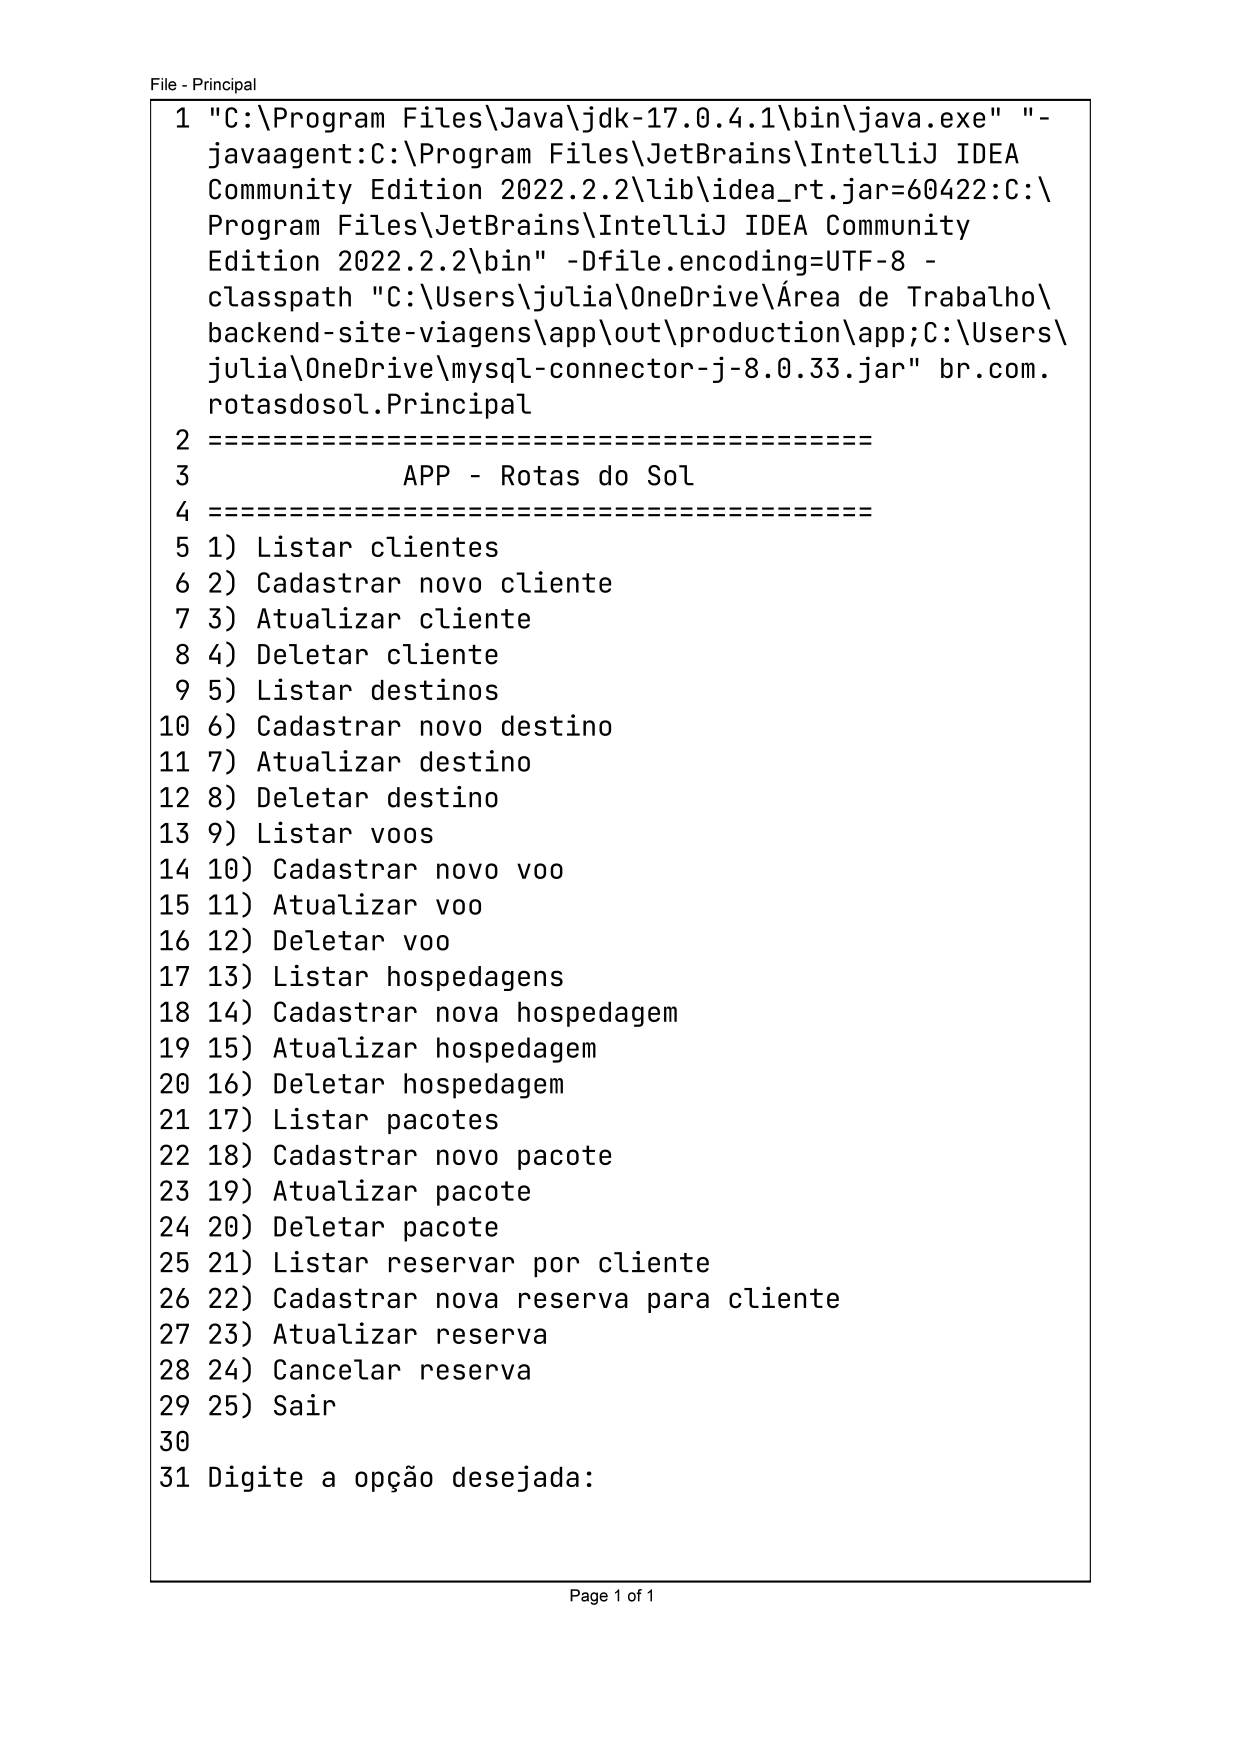 File - Principal
1 "C:\Program Files\Java\jdk-17.0.4.1\bin\java.exe" "-
javaagent:C:\Program Files\JetBrains\IntelliJ IDEA
Community Edition 2022.2.2\lib\idea_rt.jar=60422:C:\
Program Files\JetBrains\IntelliJ IDEA Community
Edition 2022.2.2\bin" -Dfile.encoding=UTF-8 -
classpath "C:\Users\julia\OneDrive\Área de Trabalho\
backend-site-viagens\app\out\production\app;C:\Users\
julia\OneDrive\mysql-connector-j-8.0.33.jar" br.com.
rotasdosol.Principal
2 =========================================
3 APP - Rotas do Sol
4 =========================================
5 1) Listar clientes
6 2) Cadastrar novo cliente
7 3) Atualizar cliente
8 4) Deletar cliente
9 5) Listar destinos
10 6) Cadastrar novo destino
11 7) Atualizar destino
12 8) Deletar destino
13 9) Listar voos
14 10) Cadastrar novo voo
15 11) Atualizar voo
16 12) Deletar voo
17 13) Listar hospedagens
18 14) Cadastrar nova hospedagem
19 15) Atualizar hospedagem
20 16) Deletar hospedagem
21 17) Listar pacotes
22 18) Cadastrar novo pacote
23 19) Atualizar pacote
24 20) Deletar pacote
25 21) Listar reservar por cliente
26 22) Cadastrar nova reserva para cliente
27 23) Atualizar reserva
28 24) Cancelar reserva
29 25) Sair
30
31 Digite a opção desejada:
Page 1 of 1